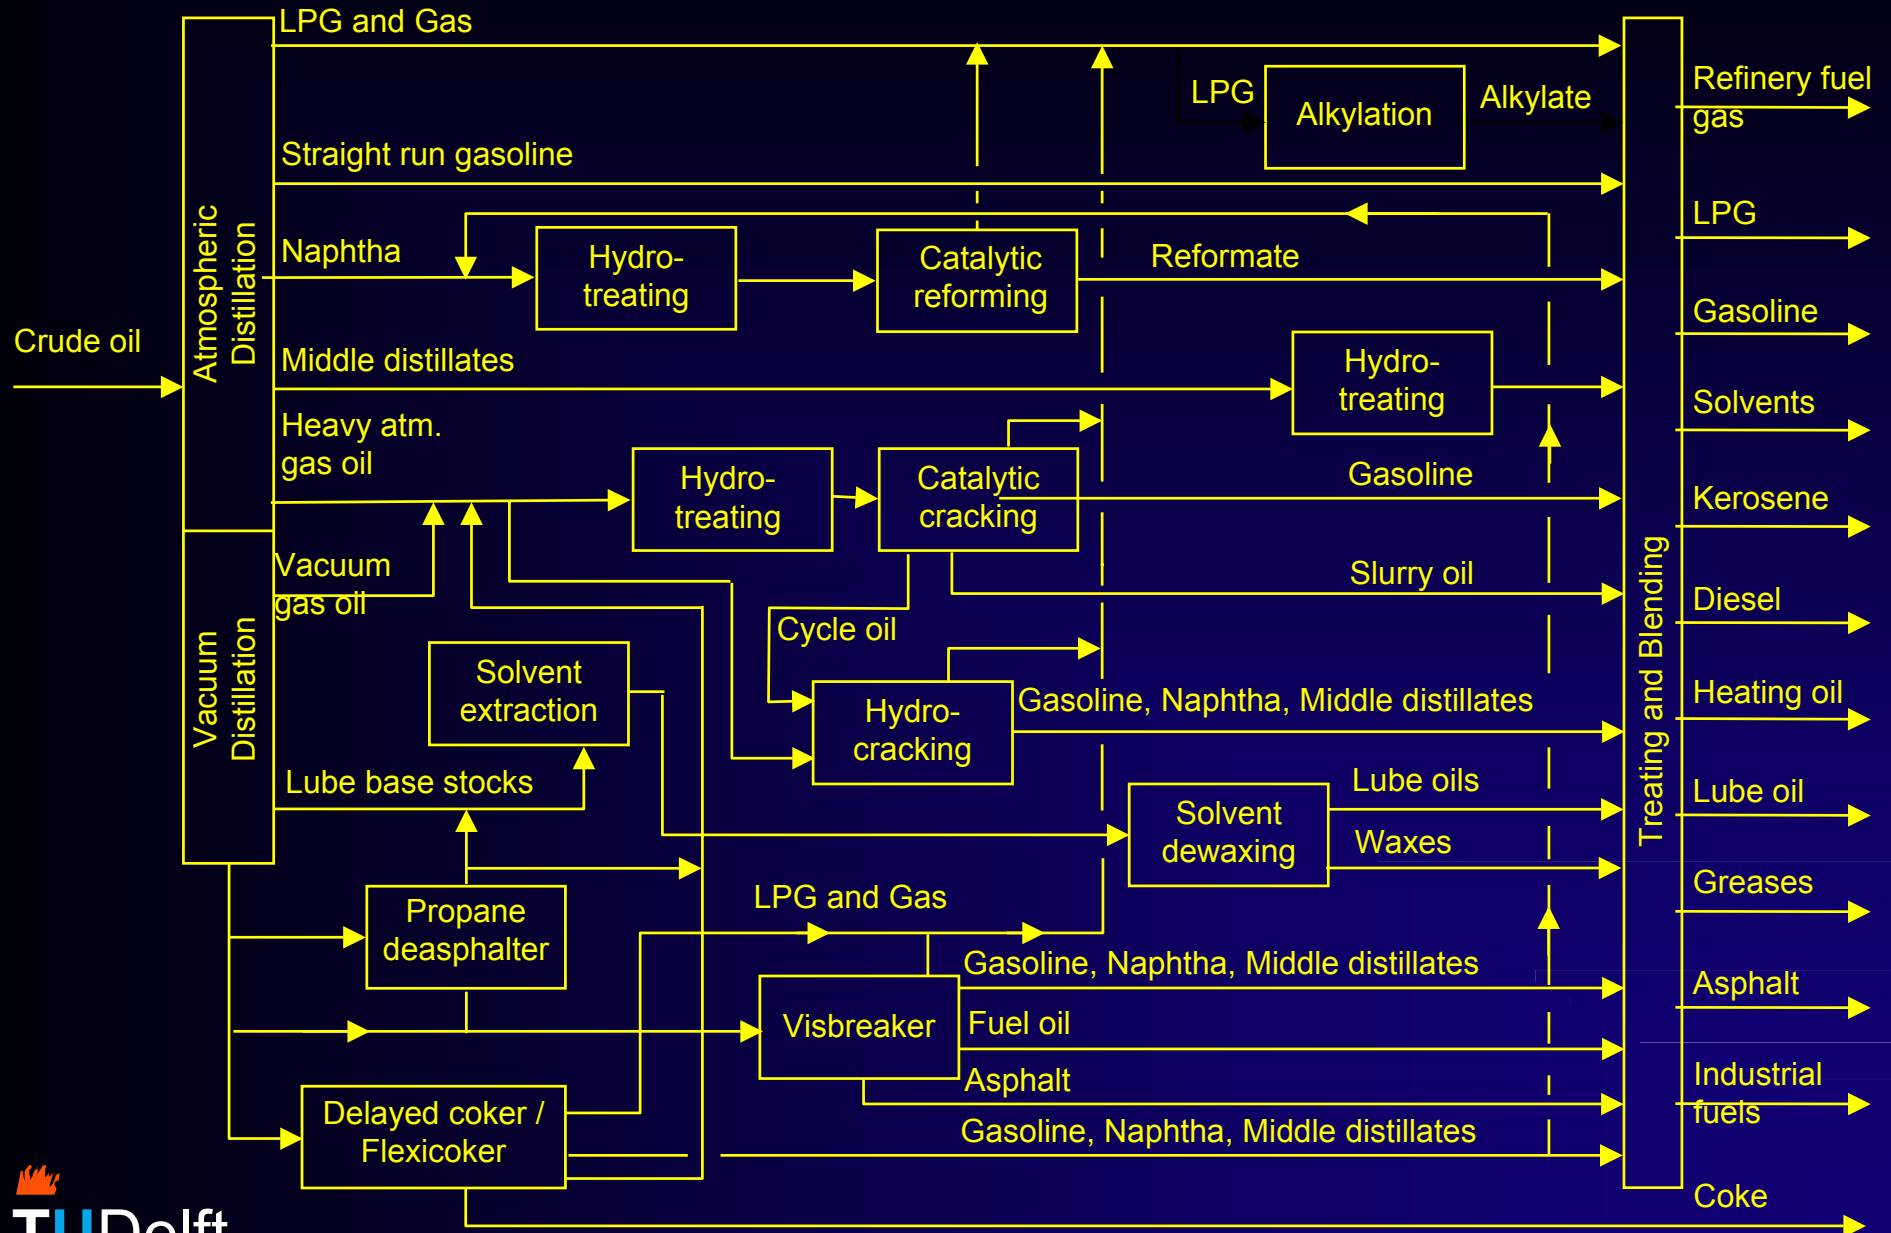 LPG and Gas
LPG
Alkylation
Alkylate
Refinery fuel
gas
Straight run gasoline
LPG
Naphtha
Hydro-
treating
Catalytic
reforming
Reformate
Gasoline
Crude oil
Atmospheric
Distillation
Middle distillates
Hydro-
treating
Solvents
Heavy atm.
gas oil
Hydro-
treating
Catalytic
cracking
Gasoline
Kerosene
Vacuum
gas oil
Slurry oil
Diesel
Cycle oil
Vacuum
Distillation
Solvent
extraction
Hydro-
cracking
Gasoline, Naphtha, Middle distillates
Treating and Blending
Heating oil
Lube base stocks
Solvent
dewaxing
Lube oils
Waxes
Lube oil
Greases
Propane
deasphalter
LPG and Gas
Gasoline, Naphtha, Middle distillates
Asphalt
Visbreaker
Fuel oil
Asphalt
Industrial
fuels
Delayed coker /
Flexicoker
Gasoline, Naphtha, Middle distillates
Coke
TUDelft